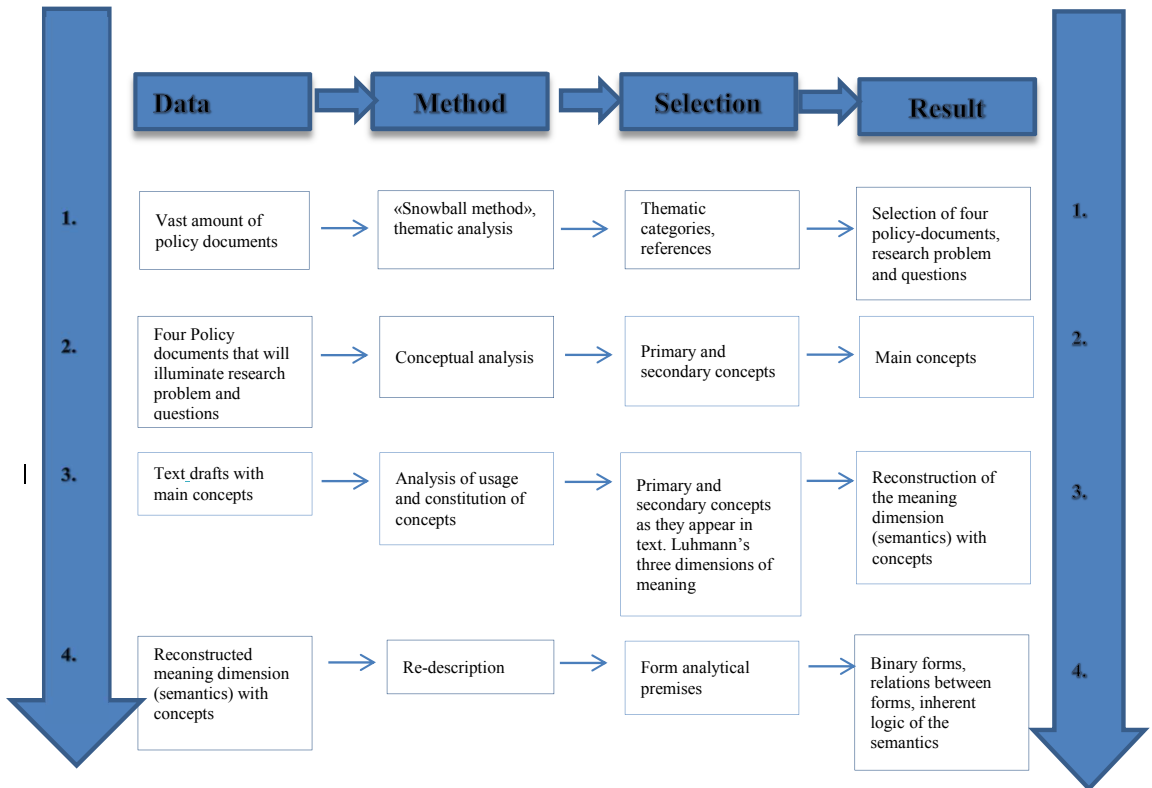 Data
Method
Selection
Result
1.
Vast amount of
policy documents
«Snowball method»,
thematic analysis
Thematic
categories,
references
Selection of four
policy-documents,
research problem
and questions
1.
2.
Four Policy
documents that will
illuminate research
problem and
questions
Conceptual analysis
Primary and
secondary concepts
Main concepts
2.
3.
Text drafts with
main concepts
Analysis of usage
and constitution of
concepts
Primary and
secondary concepts
as they appear in
text. Luhmann’s
three dimensions of
meaning
Reconstruction of
the meaning
dimension
(semantics) with
concepts
3.
4.
Reconstructed
meaning dimension
(semantics) with
concepts
Re-description
Form analytical
premises
Binary forms,
relations between
forms, inherent
logic of the
semantics
4.